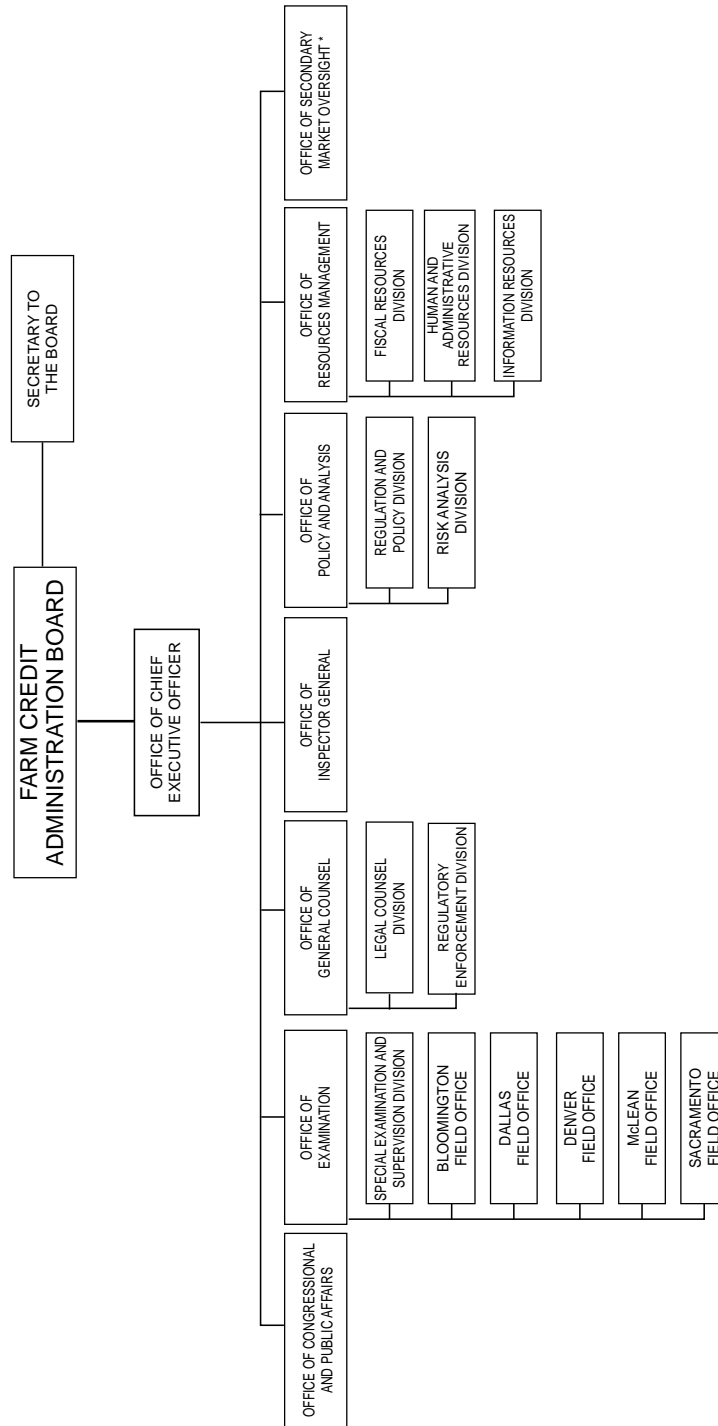 FARM CREDIT
ADMINISTRATION BOARD
SECRETARY TO
THE BOARD
OFFICE OF CHIEF
EXECUTIVE OFFICER
OFFICE OF CONGRESSIONAL
AND PUBLIC AFFAIRS
OFFICE OF
EXAMINATION
SPECIAL EXAMINATION AND
SUPERVISION DIVISION
BLOOMINGTON
FIELD OFFICE
DALLAS
FIELD OFFICE
DENVER
FIELD OFFICE
McLEAN
FIELD OFFICE
SACRAMENTO
FIELD OFFICE
OFFICE OF
GENERAL COUNSEL
LEGAL COUNSEL
DIVISION
REGULATORY
ENFORCEMENT DIVISION
OFFICE OF
INSPECTOR GENERAL
OFFICE OF
POLICY AND ANALYSIS
REGULATION AND
POLICY DIVISION
RISK ANALYSIS
DIVISION
OFFICE OF
RESOURCES MANAGEMENT
FISCAL RESOURCES
DIVISION
HUMAN AND
ADMINISTRATIVE
RESOURCES DIVISION
INFORMATION RESOURCES
DIVISION
OFFICE OF SECONDARY
MARKET OVERSIGHT *